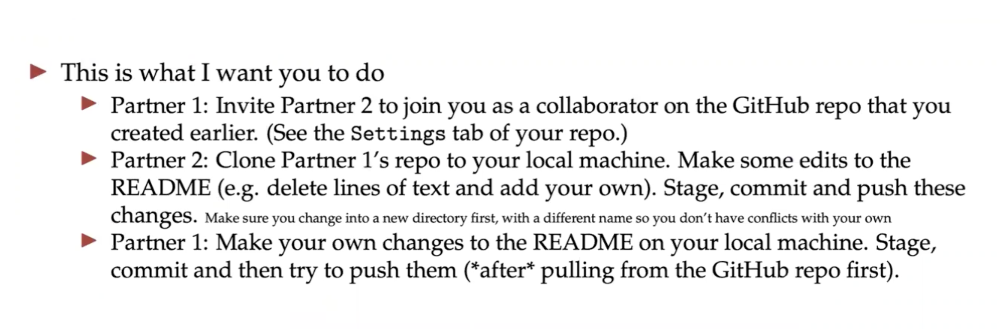 This is what I want you to do
Partner 1: Invite Partner 2 to join you as a collaborator on the GitHub repo that you
created earlier. (See the Settings tab of your repo.)
Partner 2: Clone Partner 1's repo to your local machine. Make some edits to the
README (e.g. delete lines of text and add your own). Stage, commit and push these
changes. Make sure you change into a new directory first, with a different name so you don't have conflicts with your own
Partner 1: Make your own changes to the README on your local machine. Stage,
commit and then try to push them (*after* pulling from the GitHub repo first).